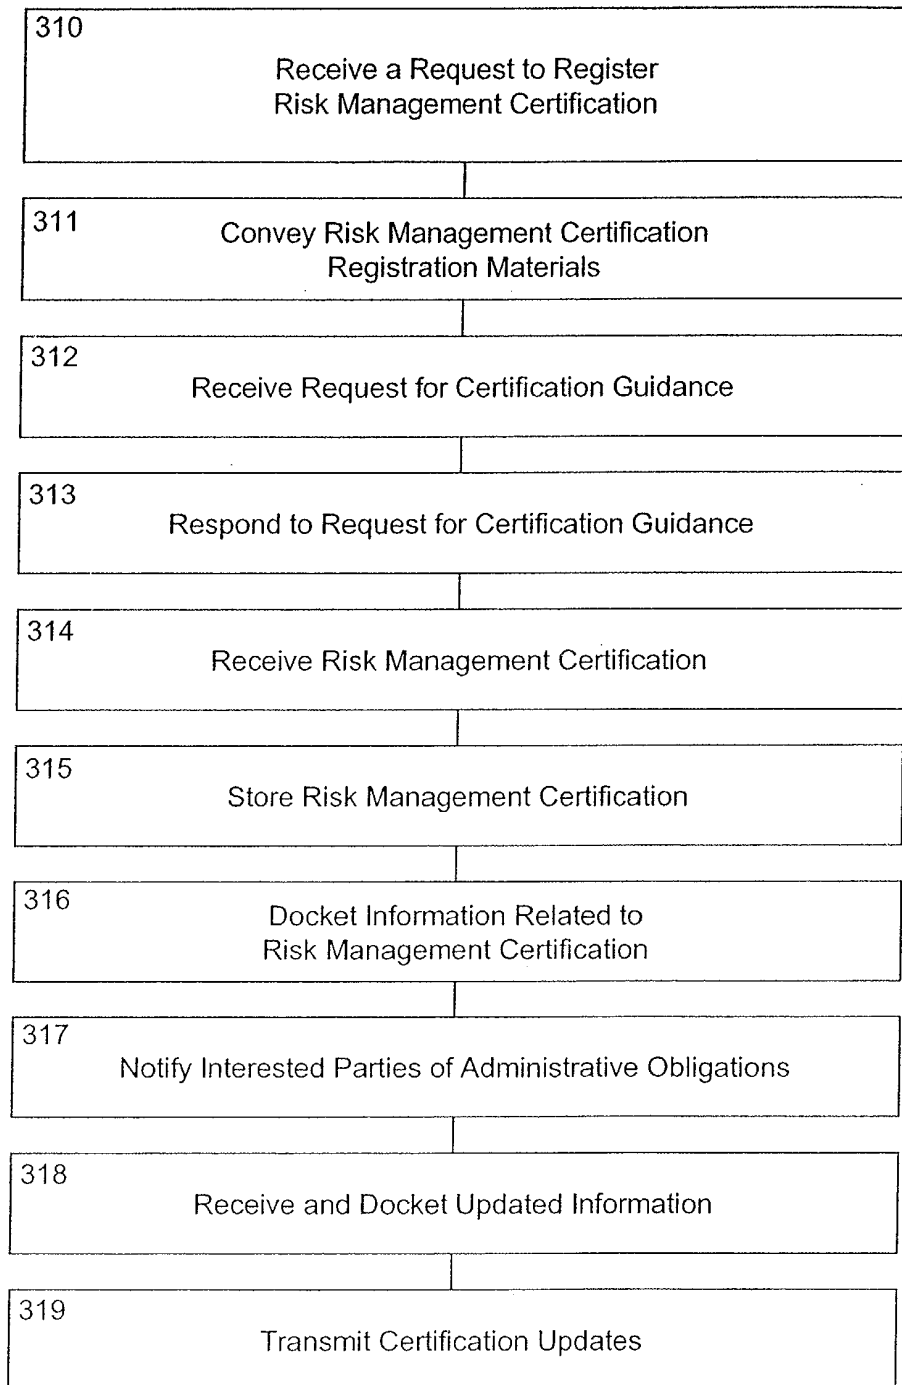 310
Receive a Request to Register
Risk Management Certification
311
Convey Risk Management Certification
Registration Materials
312
Receive Request for Certification Guidance
313
Respond to Request for Certification Guidance
314
Receive Risk Management Certification
315
Store Risk Management Certification
316
Docket Information Related to
Risk Management Certification
317
Notify Interested Parties of Administrative Obligations
318
Receive and Docket Updated Information
319
Transmit Certification Updates